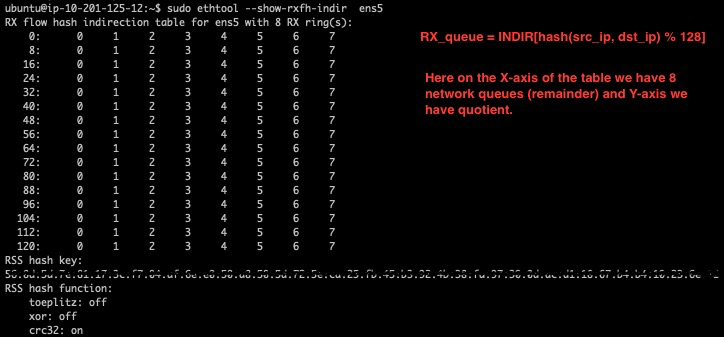 ubuntu@ip-10-201-125-12:~$ sudo ethtool --show-rxfh-indir  ens5
RX flow hash indirection table for ens5 with 8 RX ring(s):
0: 0 1 2 3 4 5 6 7
8: 0 1 2 3 4 5 6 7
16: 0 1 2 3 4 5 6 7
24: 0 1 2 3 4 5 6 7
32: 0 1 2 3 4 5 6 7
40: 0 1 2 3 4 5 6 7
48: 0 1 2 3 4 5 6 7
56: 0 1 2 3 4 5 6 7
64: 0 1 2 3 4 5 6 7
72: 0 1 2 3 4 5 6 7
80: 0 1 2 3 4 5 6 7
88: 0 1 2 3 4 5 6 7
96: 0 1 2 3 4 5 6 7
104: 0 1 2 3 4 5 6 7
112: 0 1 2 3 4 5 6 7
120: 0 1 2 3 4 5 6 7
RSS hash key:
RSS hash function:
toeplitz: off
xor: off
crc32: on
RX_queue = INDIR[hash(src_ip, dst_ip) % 128]
Here on the X-axis of the table we have 8
network queues (remainder) and Y-axis we
have quotient.